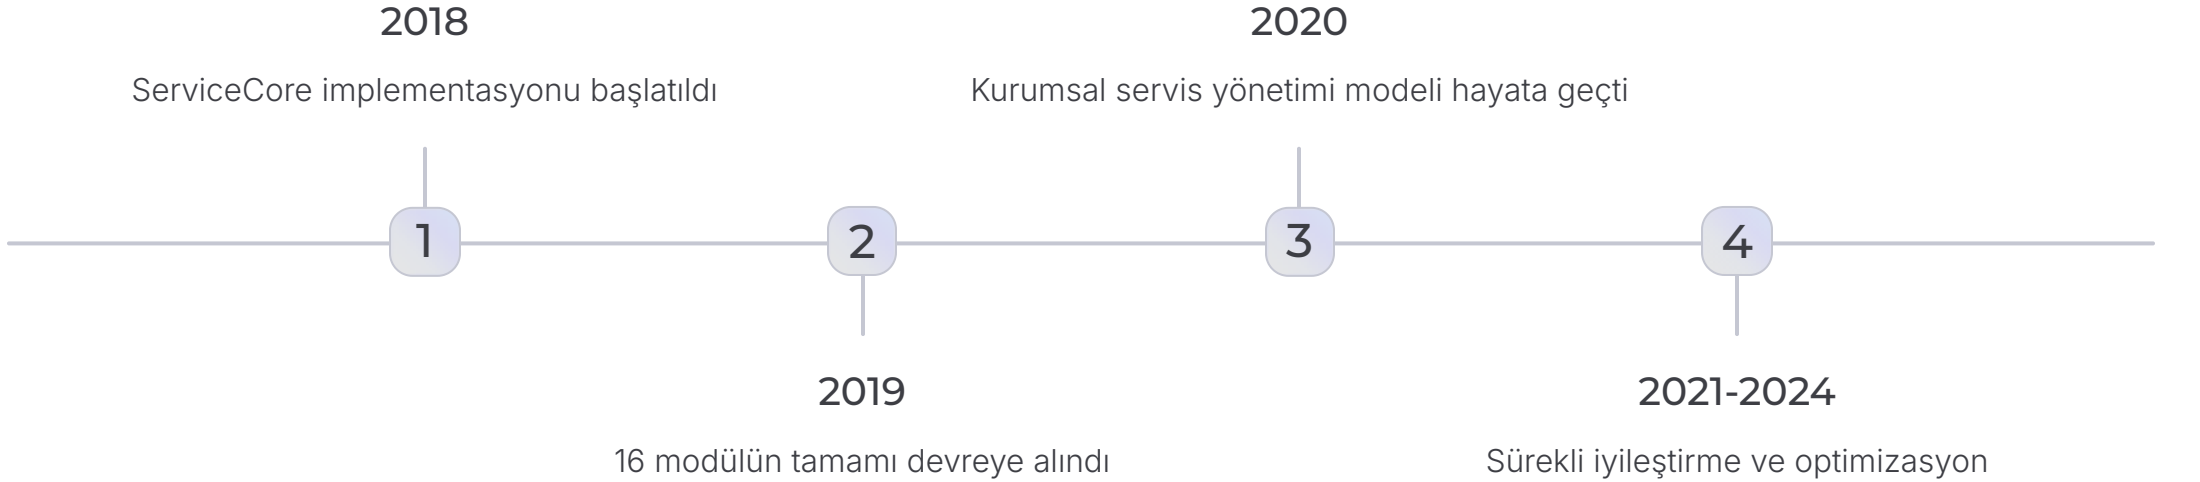 2018
ServiceCore implementasyonu başlatıldı
2020
Kurumsal servis yönetimi modeli hayata geçti
1
2
3
4
2019
16 modülün tamamı devreye alındı
2021-2024
Sürekli iyileştirme ve optimizasyon